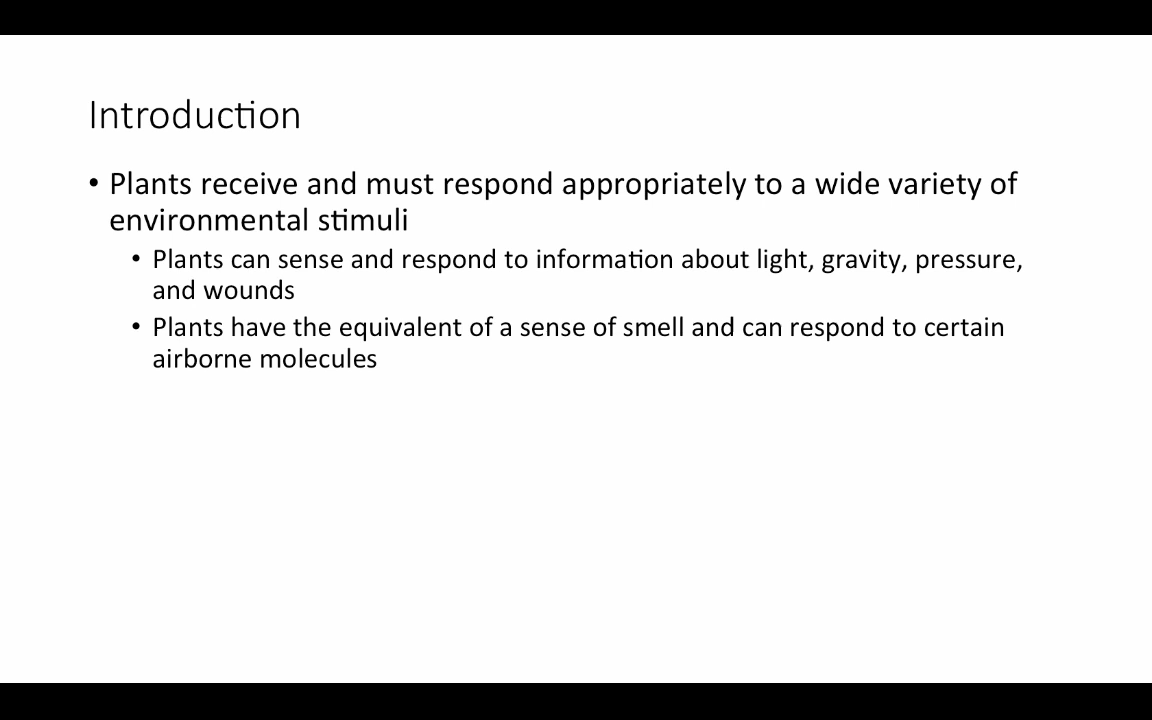 Introduction
• Plants receive and must respond appropriately to a wide variety of
environmental stimuli
• Plants can sense and respond to information about light, gravity, pressure,
and wounds
• Plants have the equivalent of a sense of smell and can respond to certain
airborne molecules